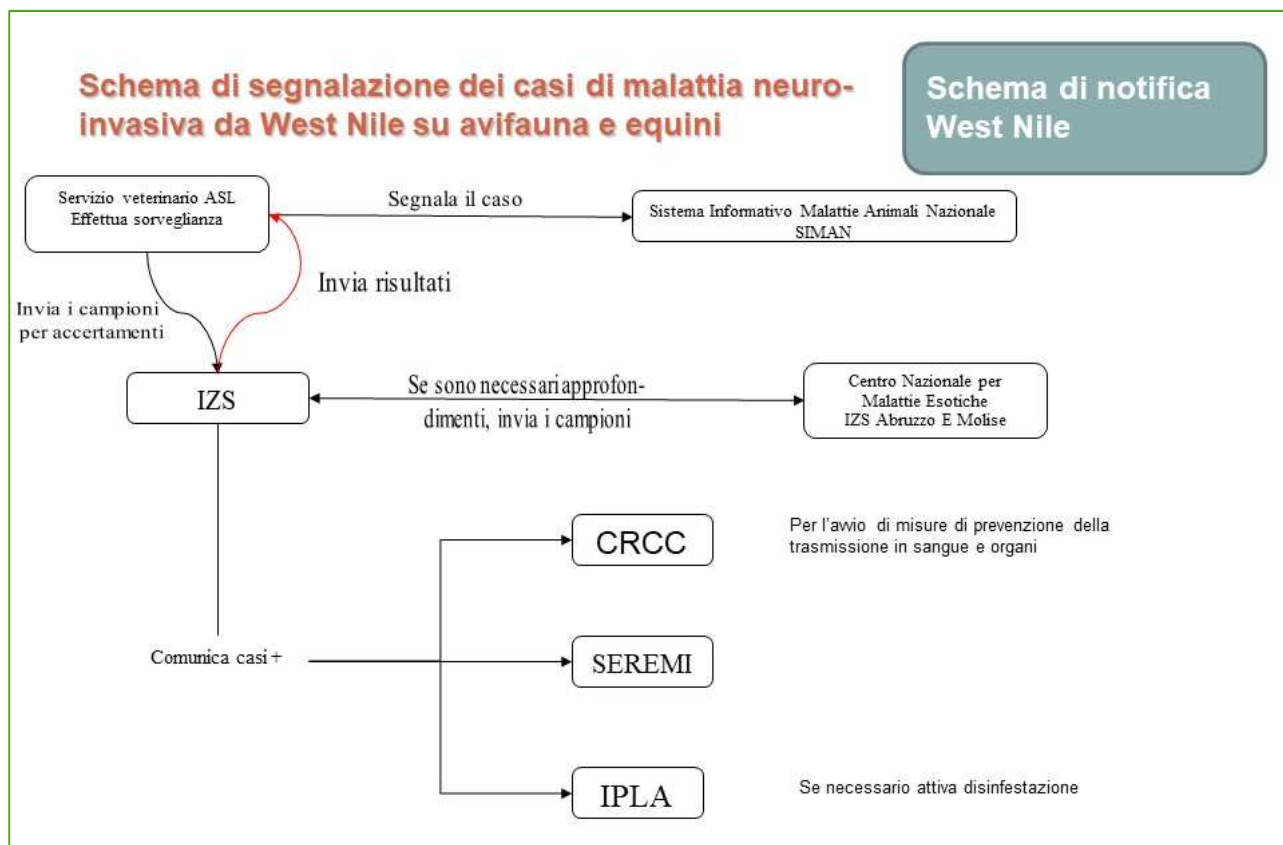 Schema di segnalazione dei casi di malattia neuro-
invasiva da West Nile su avifauna e equini
Schema di notifica
West Nile
Servizio veterinario ASL
Effettua sorveglianza
Segnala il caso
Sistema Informativo Malattie Animali Nazionale
SIMAN
Invia risultati
Invia i campioni
per accertamenti
IZS
Se sono necessari approfon-
dimenti, invia i campioni
Centro Nazionale per
Malattie Esotiche
IZS Abruzzo E Molise
CRCC
Per l'avvio di misure di prevenzione della
trasmissione in sangue e organi
Comunica casi +
SEREMI
IPLA
Se necessario attiva disinfestazione